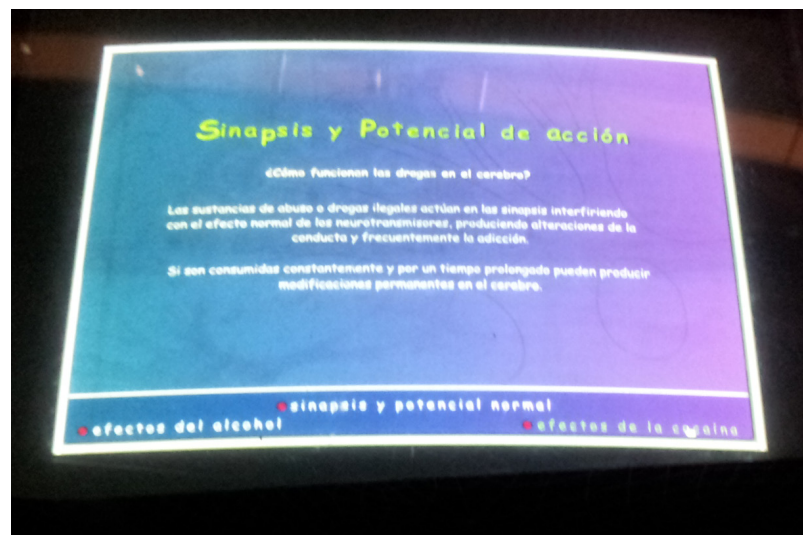 Sinapsis y Potencial de acción
¿Cómo funcionan las drogas en el cerebro?
Las sustancias de abuso o drogas ilegales actúan en las sinapsis interfiriendo
con el efecto normal de los neurotransmisores, produciendo alteraciones de la
conducta y frecuentemente la adicción.
Si son consumidas constantemente y por un tiempo prolongado pueden producir
modificaciones permanentes en el cerebro.
sinapsis y potencial normal
efectos del alcohol
efectos de la cocaína